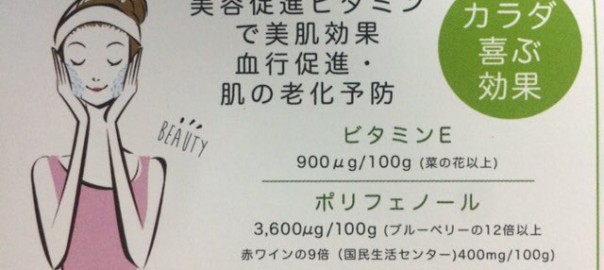 美容促進ビタミン
で美肌効果
血行促進・
肌の老化予防
カラダ
喜ぶ
効果
BEAUTY
ビタミンE
900μg/100g (菜の花以上)
ポリフェノール
3,600μg/100g (ブルーベリーの12倍以上
赤ワインの9倍 (国民生活センター)400mg/100g)